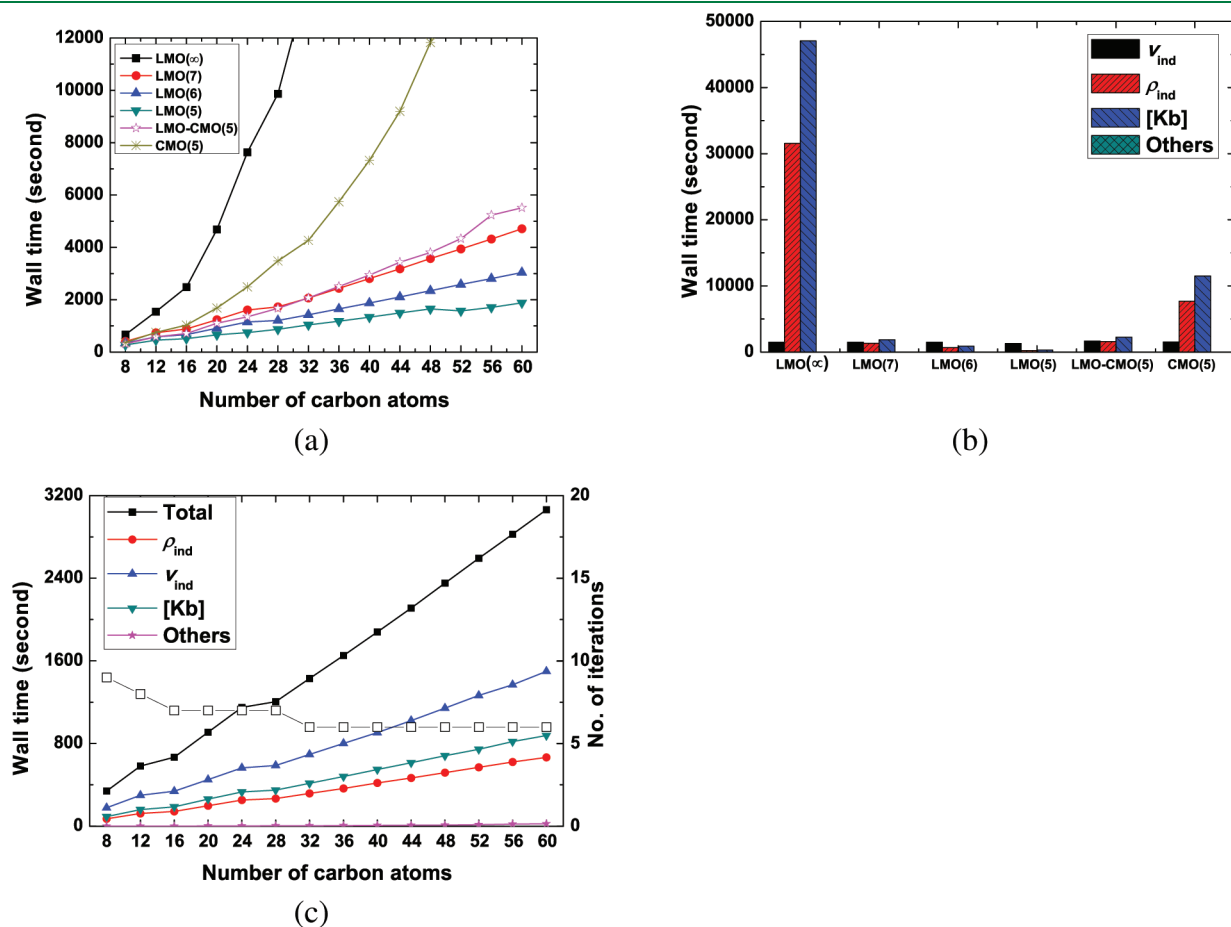 12000
10000
8000
6000
4000
2000
0
Wall time (second)
LMO(∞)
LMO(7)
LMO(6)
LMO(5)
LMO-CMO(5)
CMO(5)
8 12 16 20 24 28 32 36 40 44 48 52 56 60
Number of carbon atoms
(a)
50000
40000
30000
20000
10000
0
Wall time (second)
v_ind
ρ_ind
[Kb]
Others
LMO(∞) LMO(7) LMO(6) LMO(5) LMO-CMO(5) CMO(5)
(b)
3200
2400
1600
800
0
Wall time (second)
Total
ρ_ind
v_ind
[Kb]
Others
20
15
10
5
0
No. of iterations
8 12 16 20 24 28 32 36 40 44 48 52 56 60
Number of carbon atoms
(c)